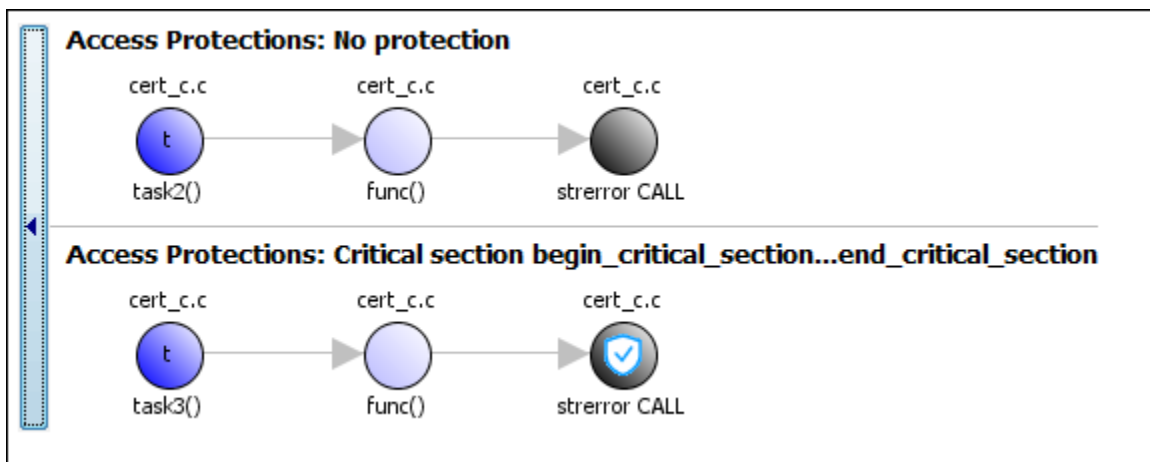 Access Protections: No protection
cert_c.c cert_c.c cert_c.c
t
task2() func() strerror CALL
Access Protections: Critical section begin_critical_section...end_critical_section
cert_c.c cert_c.c cert_c.c
t
task3() func() strerror CALL